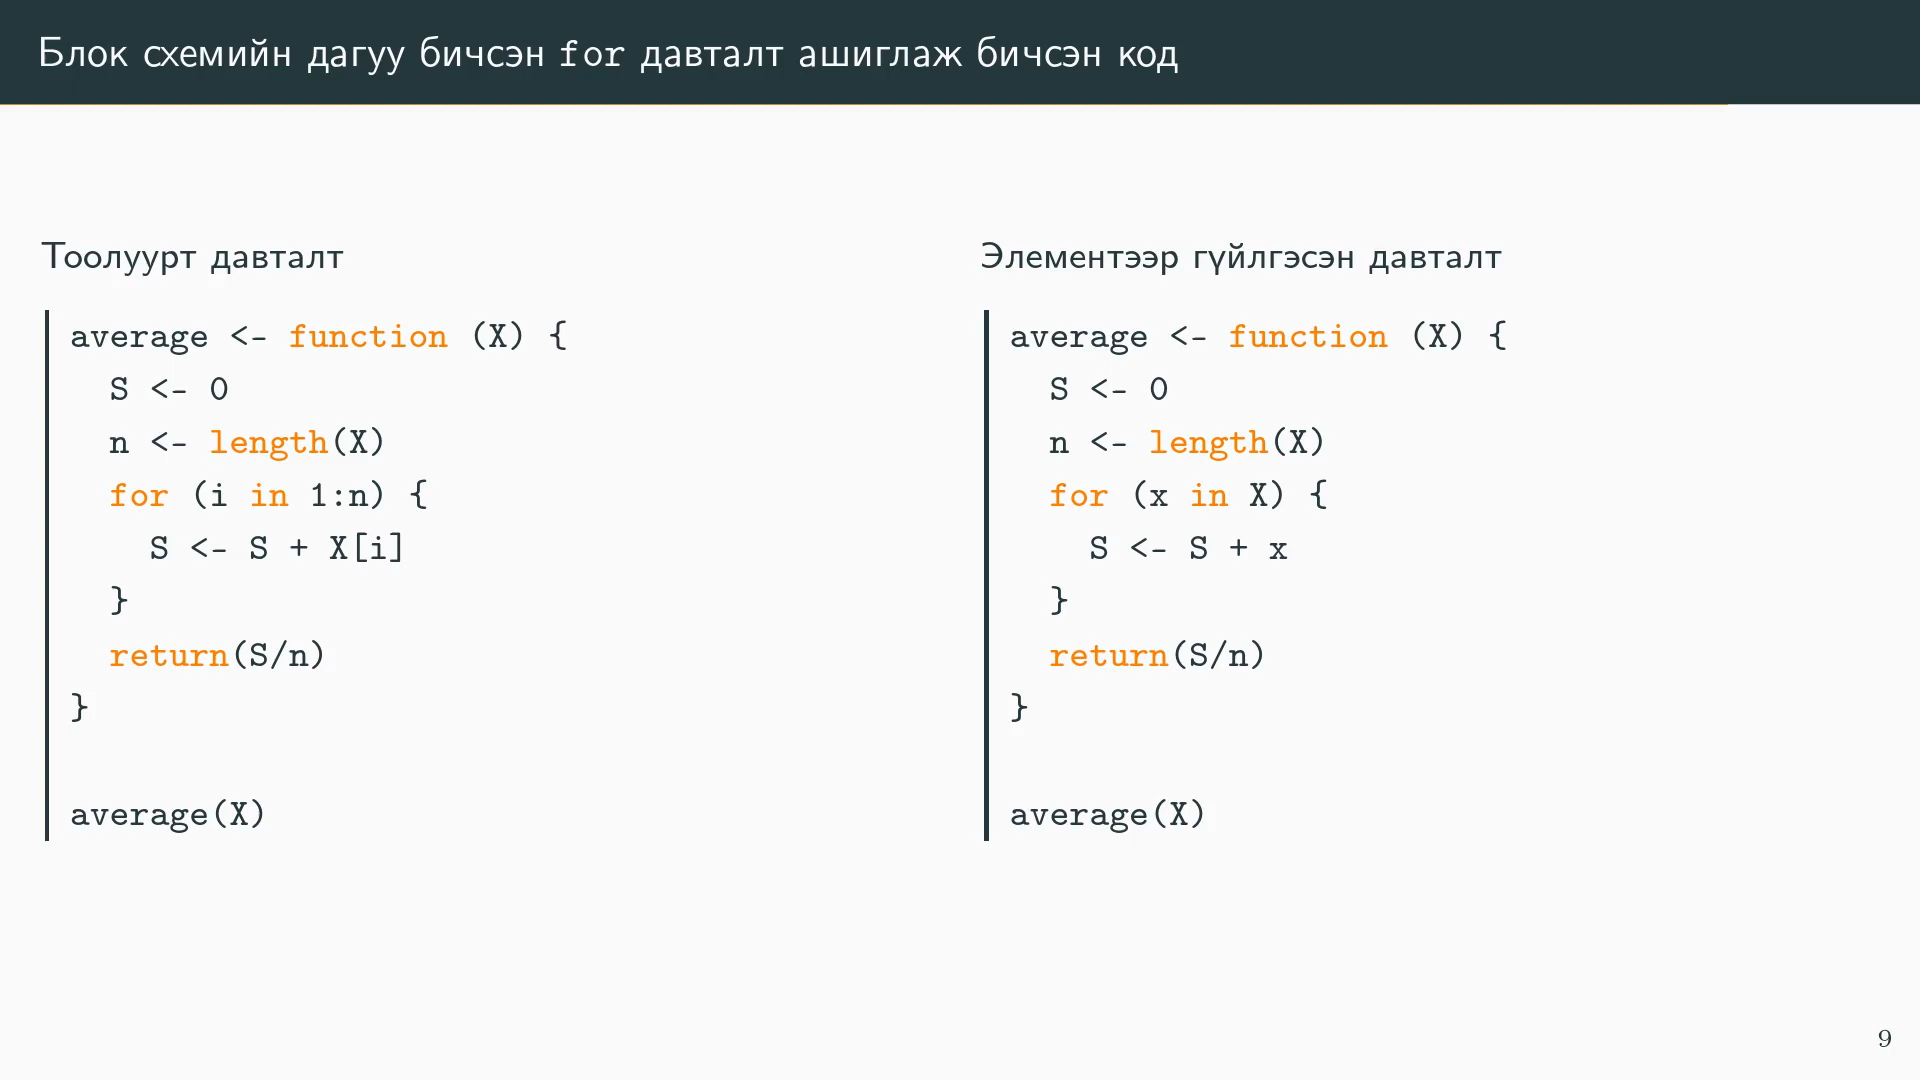 Блок схемийн дагуу бичсэн for давталт ашиглаж бичсэн код
Тоолуурт давталт
average <- function (X) {
  S <- 0
  n <- length(X)
  for (i in 1:n) {
    S <- S + X[i]
  }
  return(S/n)
}

average(X)
Элементээр гүйлгэсэн давталт
average <- function (X) {
  S <- 0
  n <- length(X)
  for (x in X) {
    S <- S + x
  }
  return(S/n)
}

average(X)
9